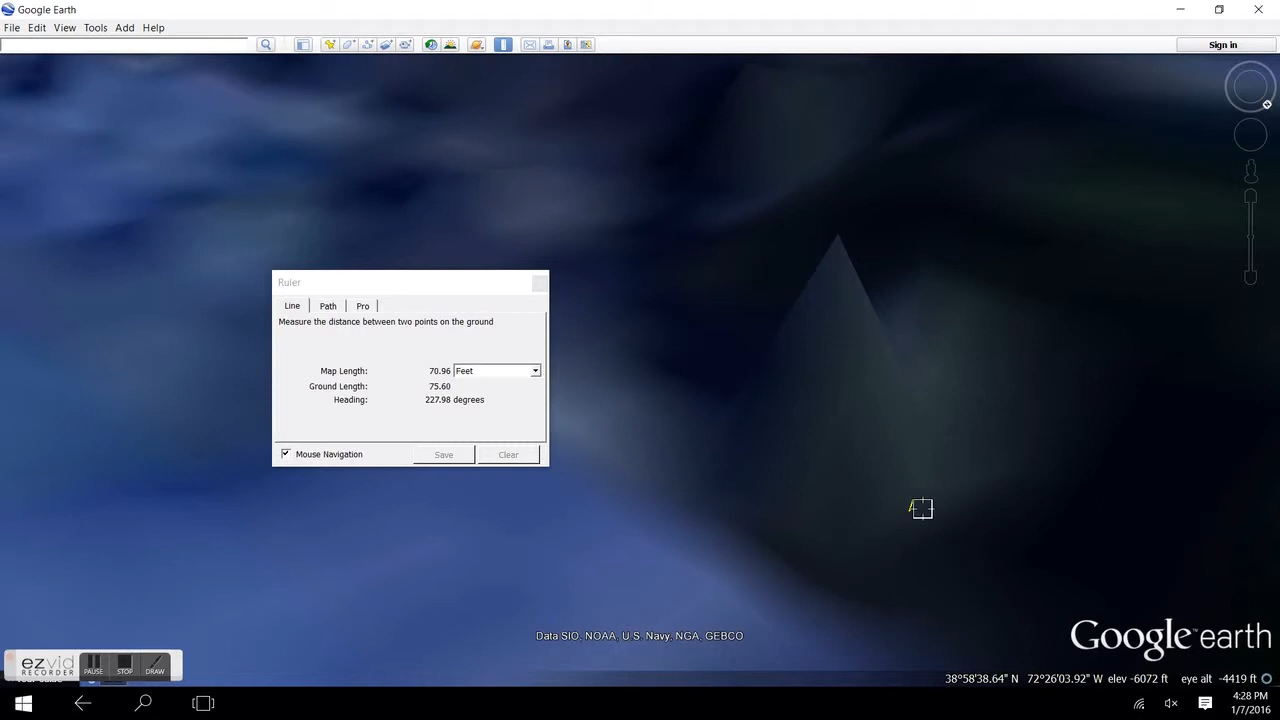 Google Earth
File Edit View Tools Add Help
Sign in
Ruler
Line Path Pro
Measure the distance between two points on the ground
Map Length: 70.96 Feet
Ground Length: 75.60
Heading: 227.98 degrees
Mouse Navigation Save Clear
Data SIO, NOAA, U.S. Navy, NGA, GEBCO
Google earth
ezvid
RECORDER
PAUSE STOP DRAW
38°58'38.64" N 72°26'03.92" W elev -6072 ft eye alt -4419 ft
4:28 PM
1/7/2016